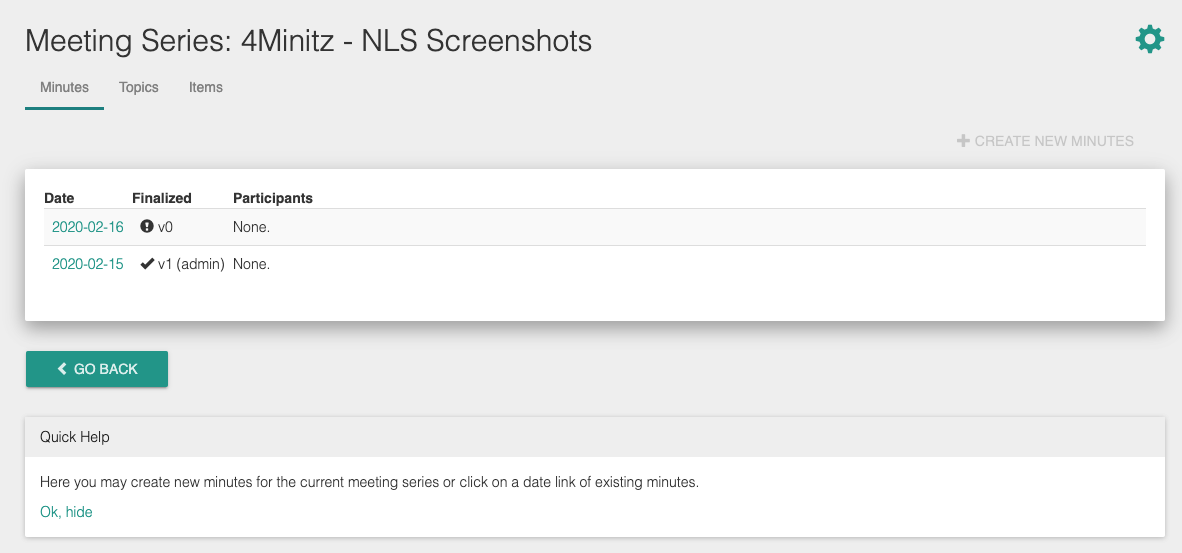 Meeting Series: 4Minitz - NLS Screenshots
Minutes Topics Items
CREATE NEW MINUTES
Date Finalized Participants
2020-02-16 v0 None.
2020-02-15 v1 (admin) None.
GO BACK
Quick Help
Here you may create new minutes for the current meeting series or click on a date link of existing minutes.
Ok, hide